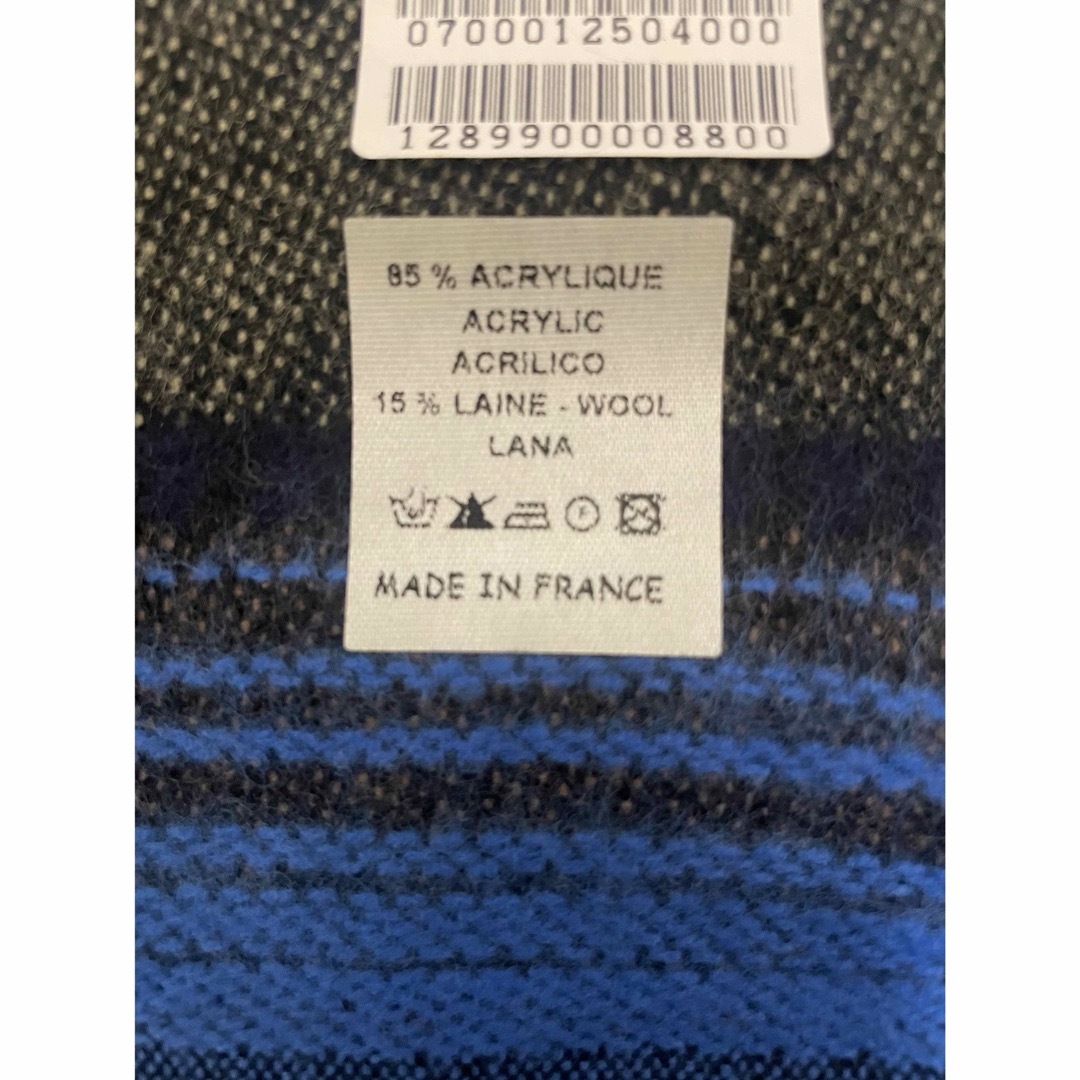 0700012504000
1289900008800
85 % ACRYLIQUE
ACRYLIC
ACRILICO
15 % LAINE - WOOL
LANA
F
MADE IN FRANCE